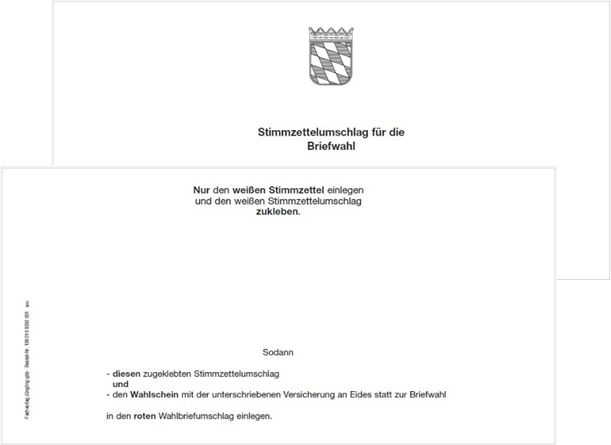 Stimmzettelumschlag für die
Briefwahl
Nur den weißen Stimmzettel einlegen
und den weißen Stimmzettelumschlag
zukleben.
Sodann
- diesen zugeklebten Stimmzettelumschlag
und
- den Wahlschein mit der unterschriebenen Versicherung an Eides statt zur Briefwahl
in den roten Wahlbriefumschlag einlegen.